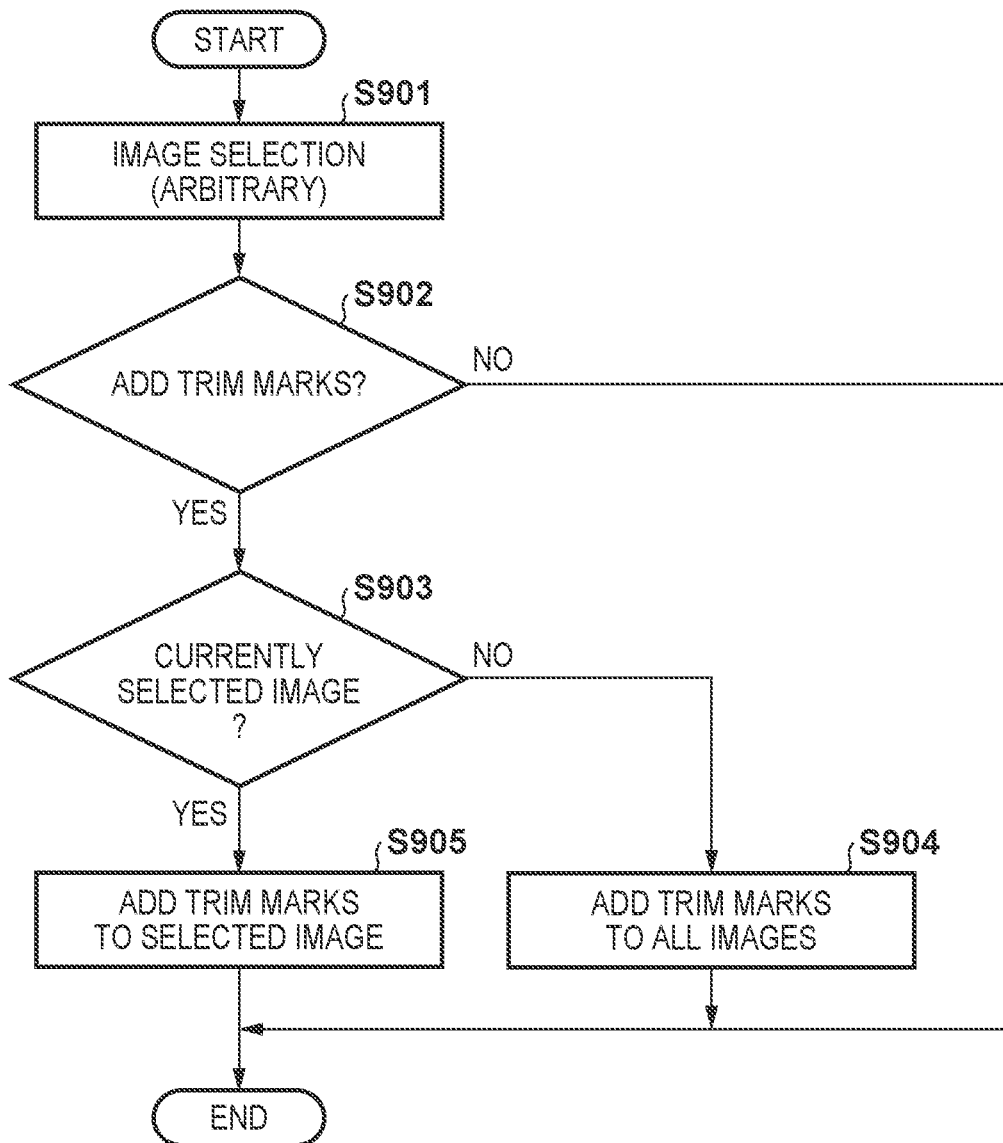 START
S901
IMAGE SELECTION
(ARBITRARY)
S902
ADD TRIM MARKS?
NO
YES
S903
CURRENTLY
SELECTED IMAGE
?
NO
YES
S905
ADD TRIM MARKS
TO SELECTED IMAGE
S904
ADD TRIM MARKS
TO ALL IMAGES
END